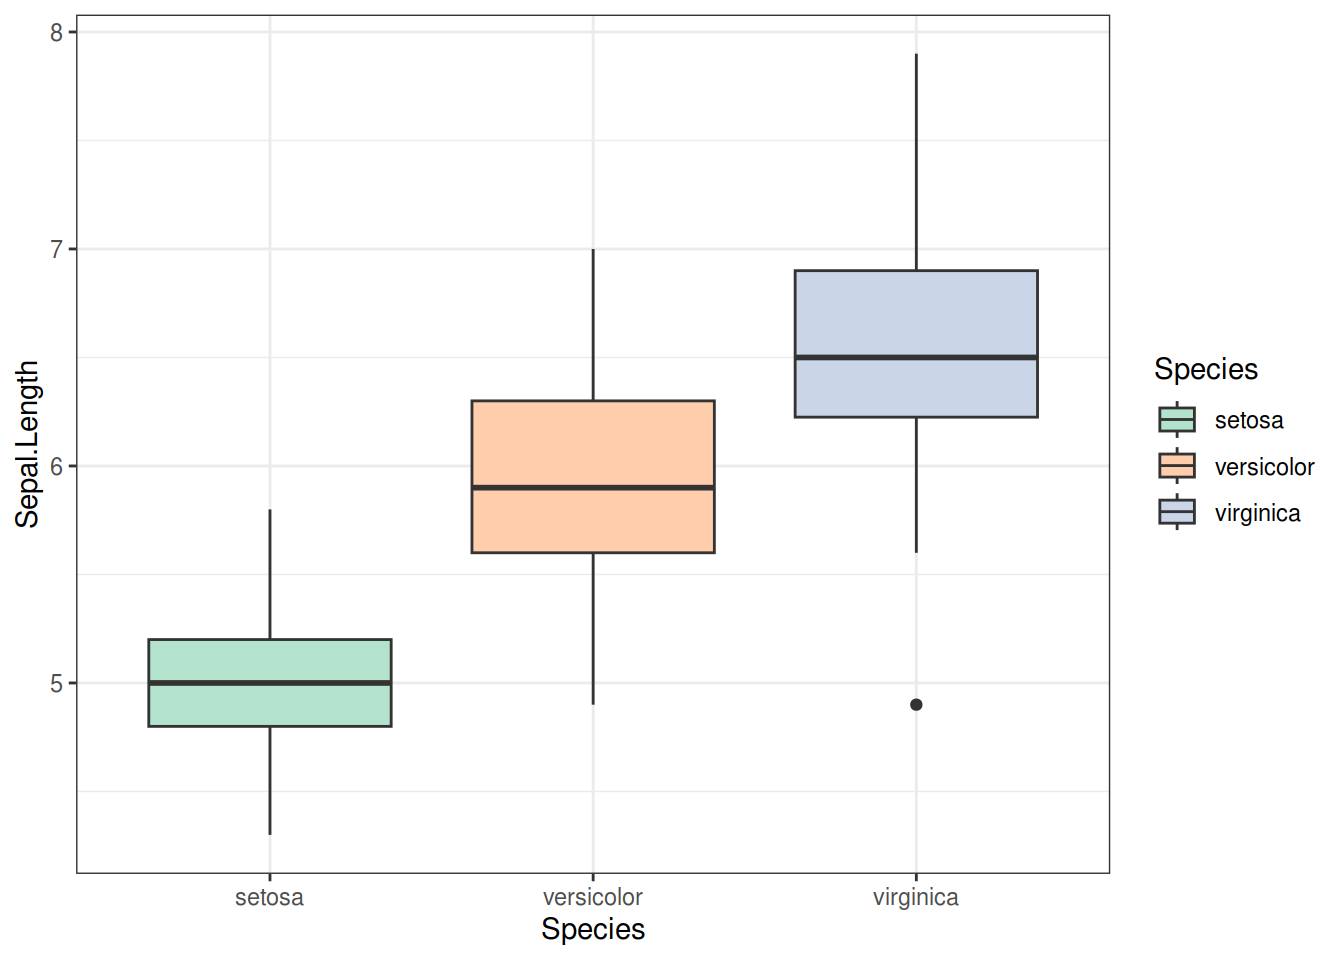 Sepal.Length
8
7
6
5
setosa versicolor virginica
Species
Species
setosa
versicolor
virginica